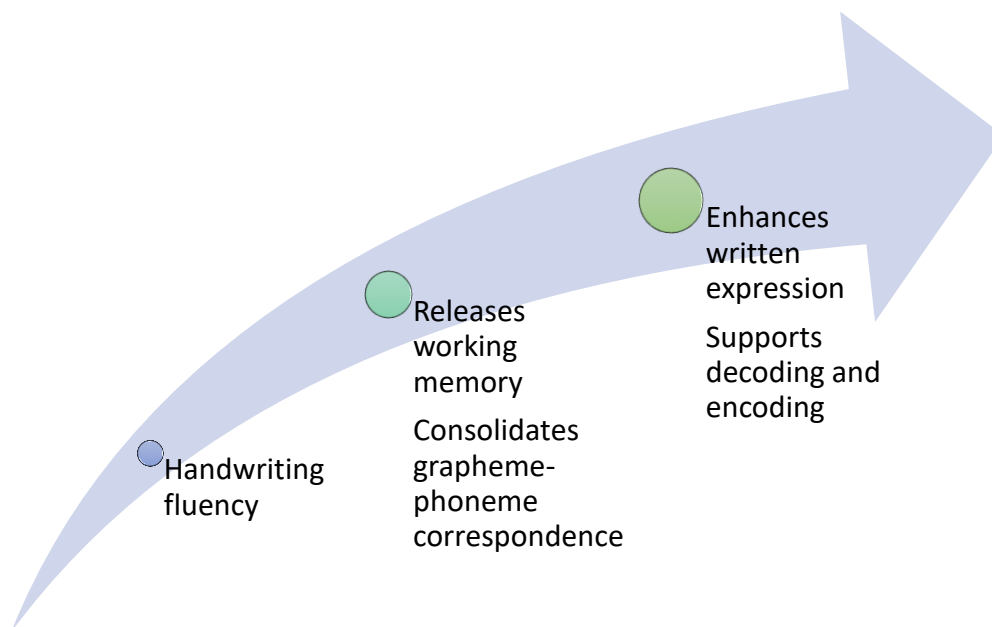 Handwriting
fluency
Releases
working
memory
Consolidates
grapheme-
phoneme
correspondence
Enhances
written
expression
Supports
decoding and
encoding